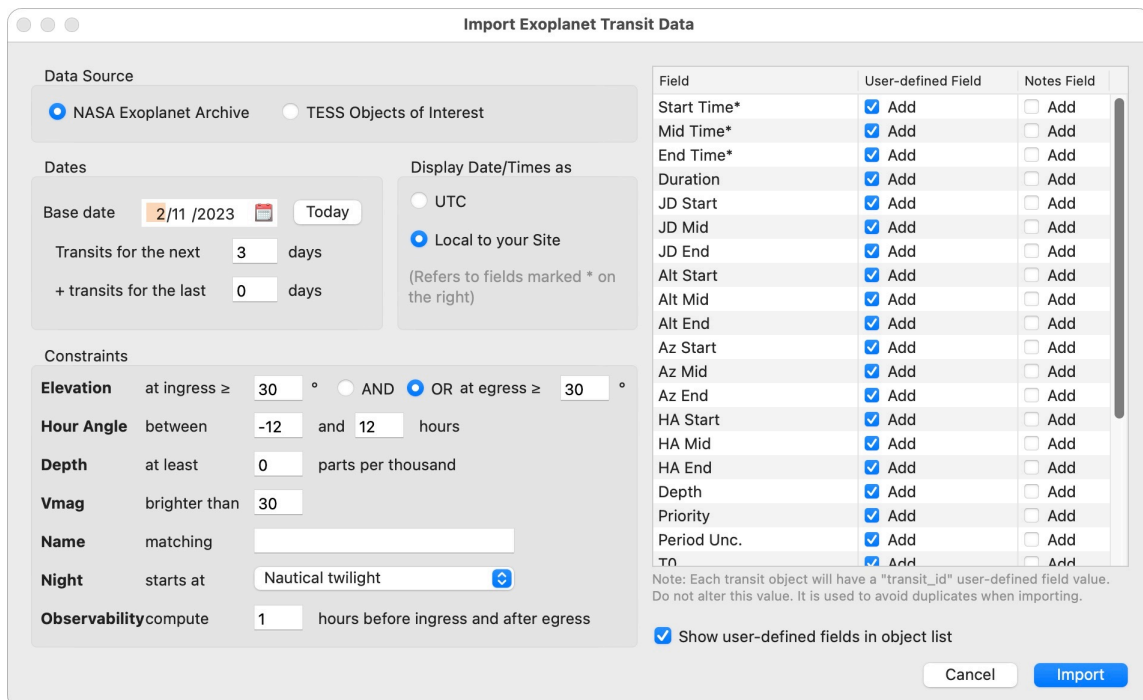 Import Exoplanet Transit Data
Data Source
NASA Exoplanet Archive TESS Objects of Interest
Dates
Base date 2/11 /2023 Today
Transits for the next 3 days
+ transits for the last 0 days
Display Date/Times as
UTC
Local to your Site
(Refers to fields marked * on
the right)
Constraints
Elevation at ingress ≥ 30 ° AND OR at egress ≥ 30 °
Hour Angle between -12 and 12 hours
Depth at least 0 parts per thousand
Vmag brighter than 30
Name matching
Night starts at Nautical twilight
Observability compute 1 hours before ingress and after egress
Field User-defined Field Notes Field
Start Time* Add Add
Mid Time* Add Add
End Time* Add Add
Duration Add Add
JD Start Add Add
JD Mid Add Add
JD End Add Add
Alt Start Add Add
Alt Mid Add Add
Alt End Add Add
Az Start Add Add
Az Mid Add Add
Az End Add Add
HA Start Add Add
HA Mid Add Add
HA End Add Add
Depth Add Add
Priority Add Add
Period Unc. Add Add
T0 Add Add
Note: Each transit object will have a "transit_id" user-defined field value.
Do not alter this value. It is used to avoid duplicates when importing.
Show user-defined fields in object list
Cancel Import